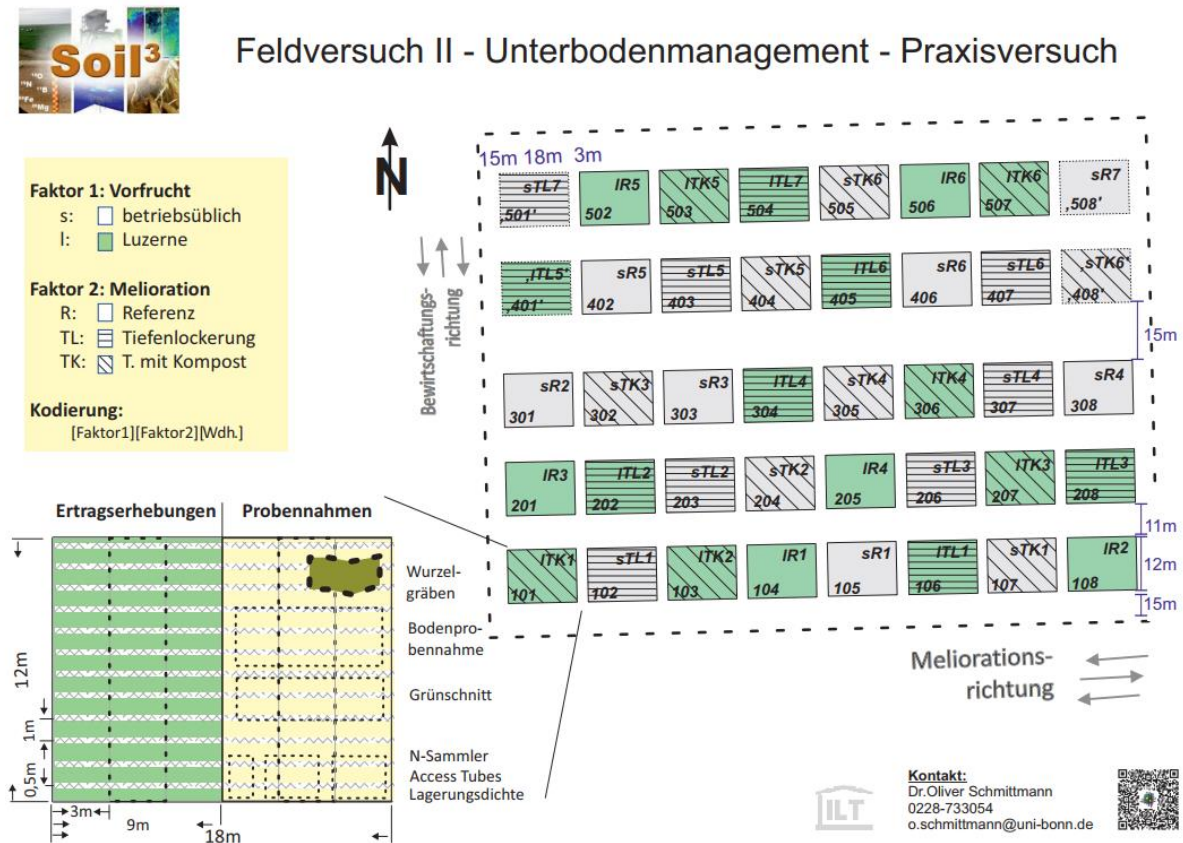 Soil³
Feldversuch II - Unterbodenmanagement - Praxisversuch
Faktor 1: Vorfrucht
s: betriebsüblich
l: Luzerne
Faktor 2: Melioration
R: Referenz
TL: Tiefenlockerung
TK: T. mit Kompost
Kodierung:
[Faktor1][Faktor2][Wdh.]
N
Bewirtschaftungs-
richtung
15m 18m 3m
sTL7 lR5 lTK5 lTL7 sTK6 lR6 lTK6 sR7
‚501' 502 503 504 505 506 507 ‚508'
‚lTL5' sR5 sTL5 sTK5 lTL6 sR6 sTL6 ‚sTK6'
‚401' 402 403 404 405 406 407 ‚408'
15m
sR2 sTK3 sR3 lTL4 sTK4 lTK4 sTL4 sR4
301 302 303 304 305 306 307 308
lR3 lTL2 sTL2 sTK2 lR4 sTL3 lTK3 lTL3
201 202 203 204 205 206 207 208
11m
lTK1 sTL1 lTK2 lR1 sR1 lTL1 sTK1 lR2
101 102 103 104 105 106 107 108
12m
15m
Meliorations-
richtung
Ertragserhebungen Probennahmen
Wurzel-
gräben
Bodenpro-
bennahme
Grünschnitt
N-Sammler
Access Tubes
Lagerungsdichte
12m
1m
0,5m
3m
9m
18m
ILT
Kontakt:
Dr.Oliver Schmittmann
0228-733054
o.schmittmann@uni-bonn.de